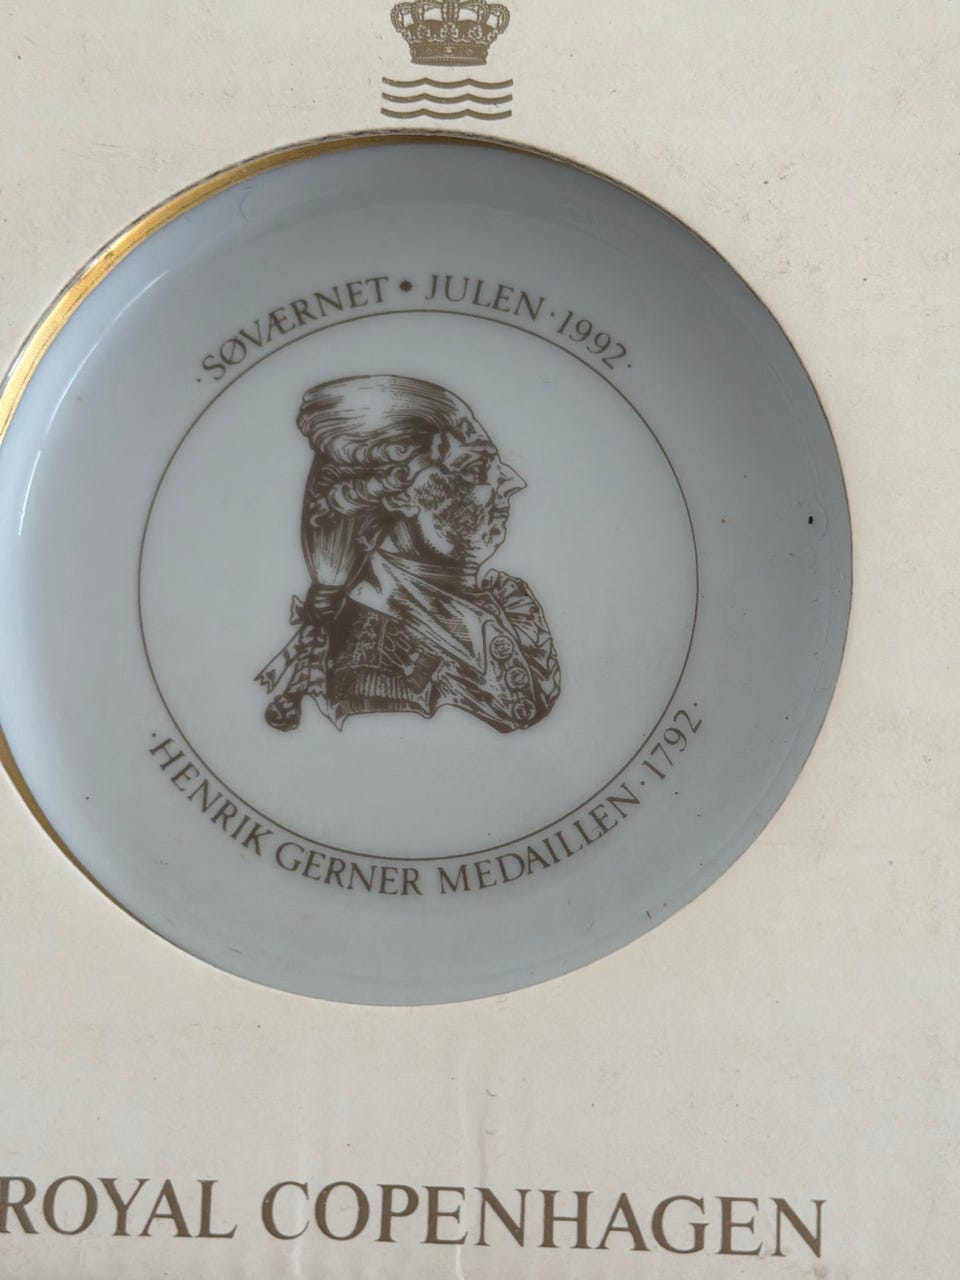 ·SØVÆRNET • JULEN · 1992·
·HENRIK GERNER MEDAILLEN · 1792·
ROYAL COPENHAGEN